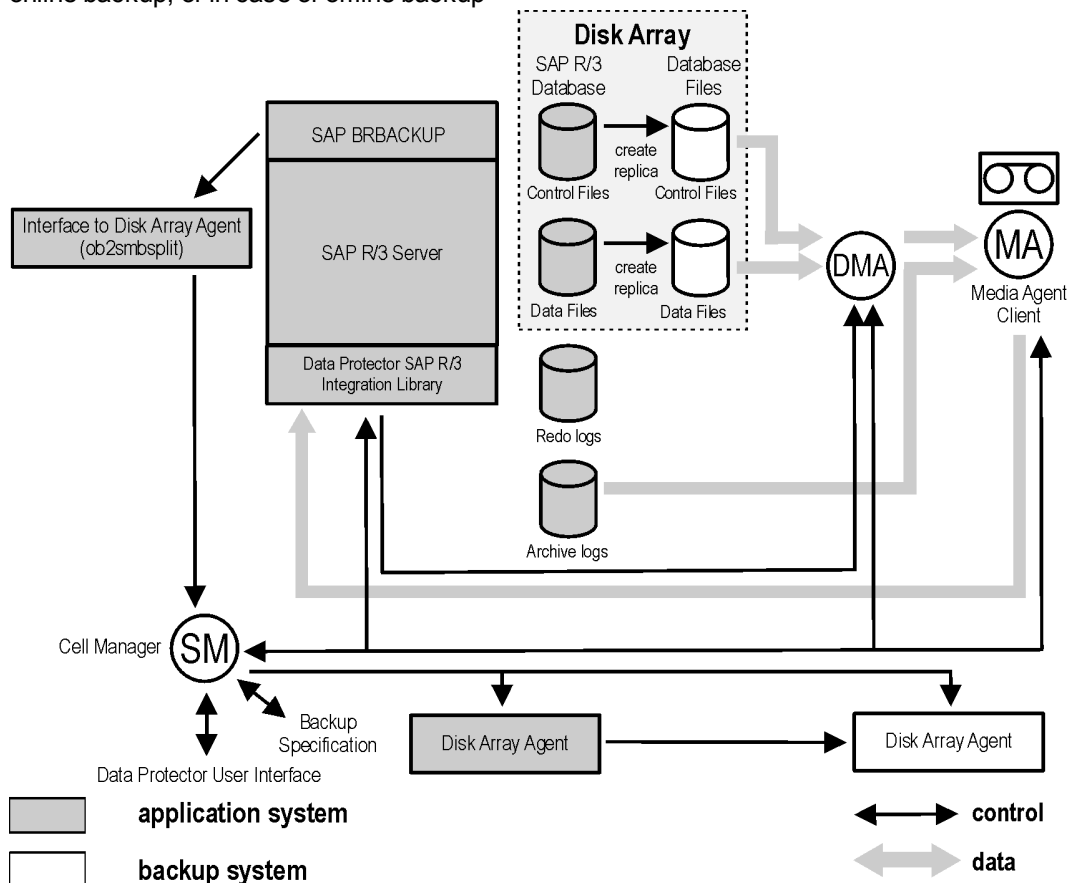 online backup, or in case of offline backup
Disk Array
SAP R/3
Database
Database
Files
SAP BRBACKUP
create
replica
Control Files
Control Files
Interface to Disk Array Agent
(ob2smbsplit)
SAP R/3 Server
create
replica
Data Files
Data Files
DMA
MA
Media Agent
Client
Data Protector SAP R/3
Integration Library
Redo logs
Archive logs
Cell Manager
SM
Backup
Specification
Disk Array Agent
Disk Array Agent
Data Protector User Interface
application system
control
backup system
data